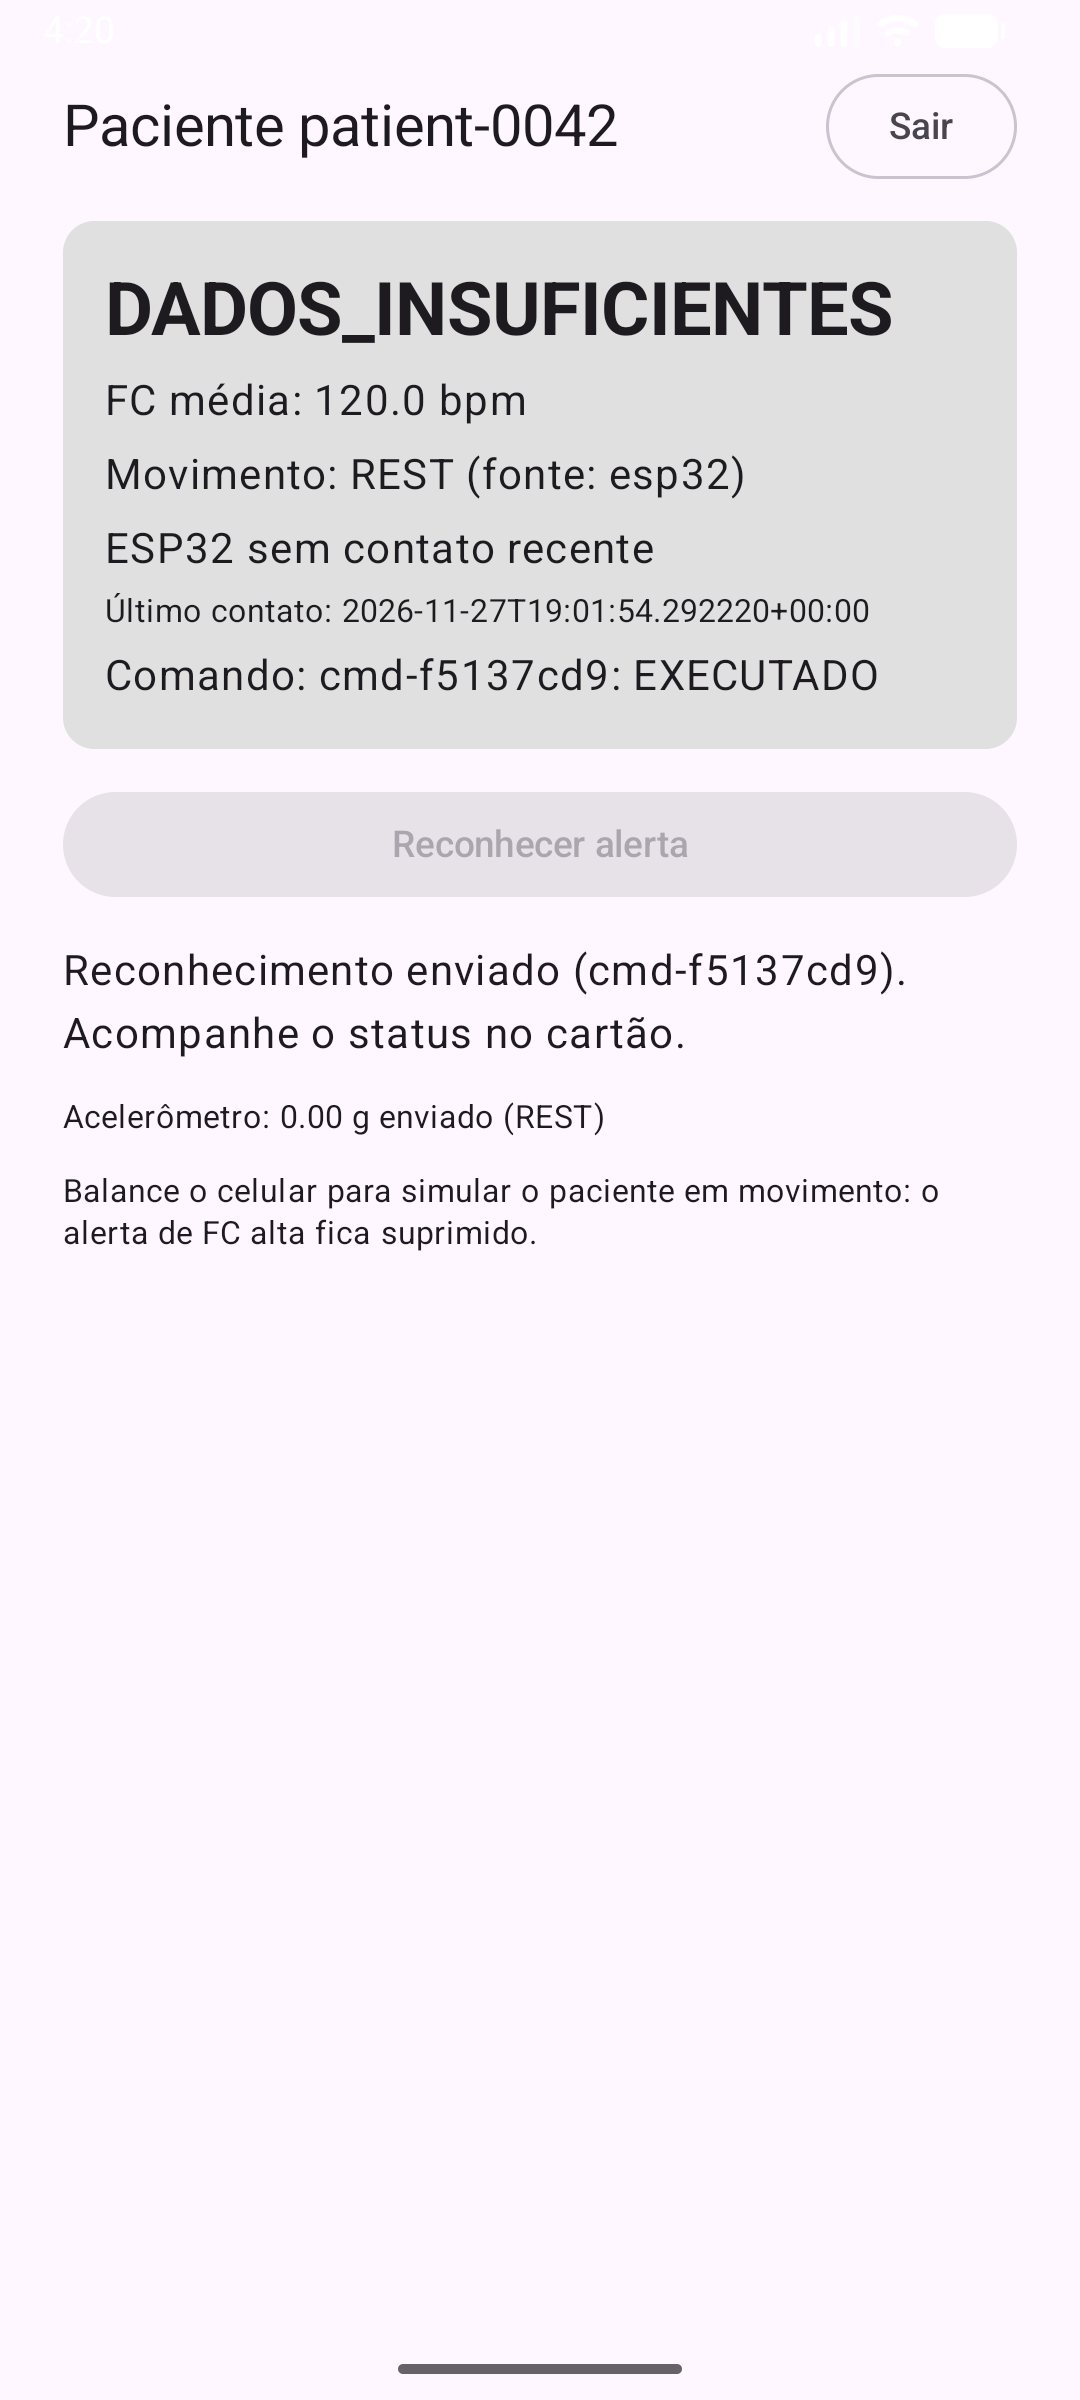 4:20
Paciente patient-0042
Sair
DADOS_INSUFICIENTES
FC média: 120.0 bpm
Movimento: REST (fonte: esp32)
ESP32 sem contato recente
Último contato: 2026-11-27T19:01:54.292220+00:00
Comando: cmd-f5137cd9: EXECUTADO
Reconhecer alerta
Reconhecimento enviado (cmd-f5137cd9).
Acompanhe o status no cartão.
Acelerômetro: 0.00 g enviado (REST)
Balance o celular para simular o paciente em movimento: o
alerta de FC alta fica suprimido.